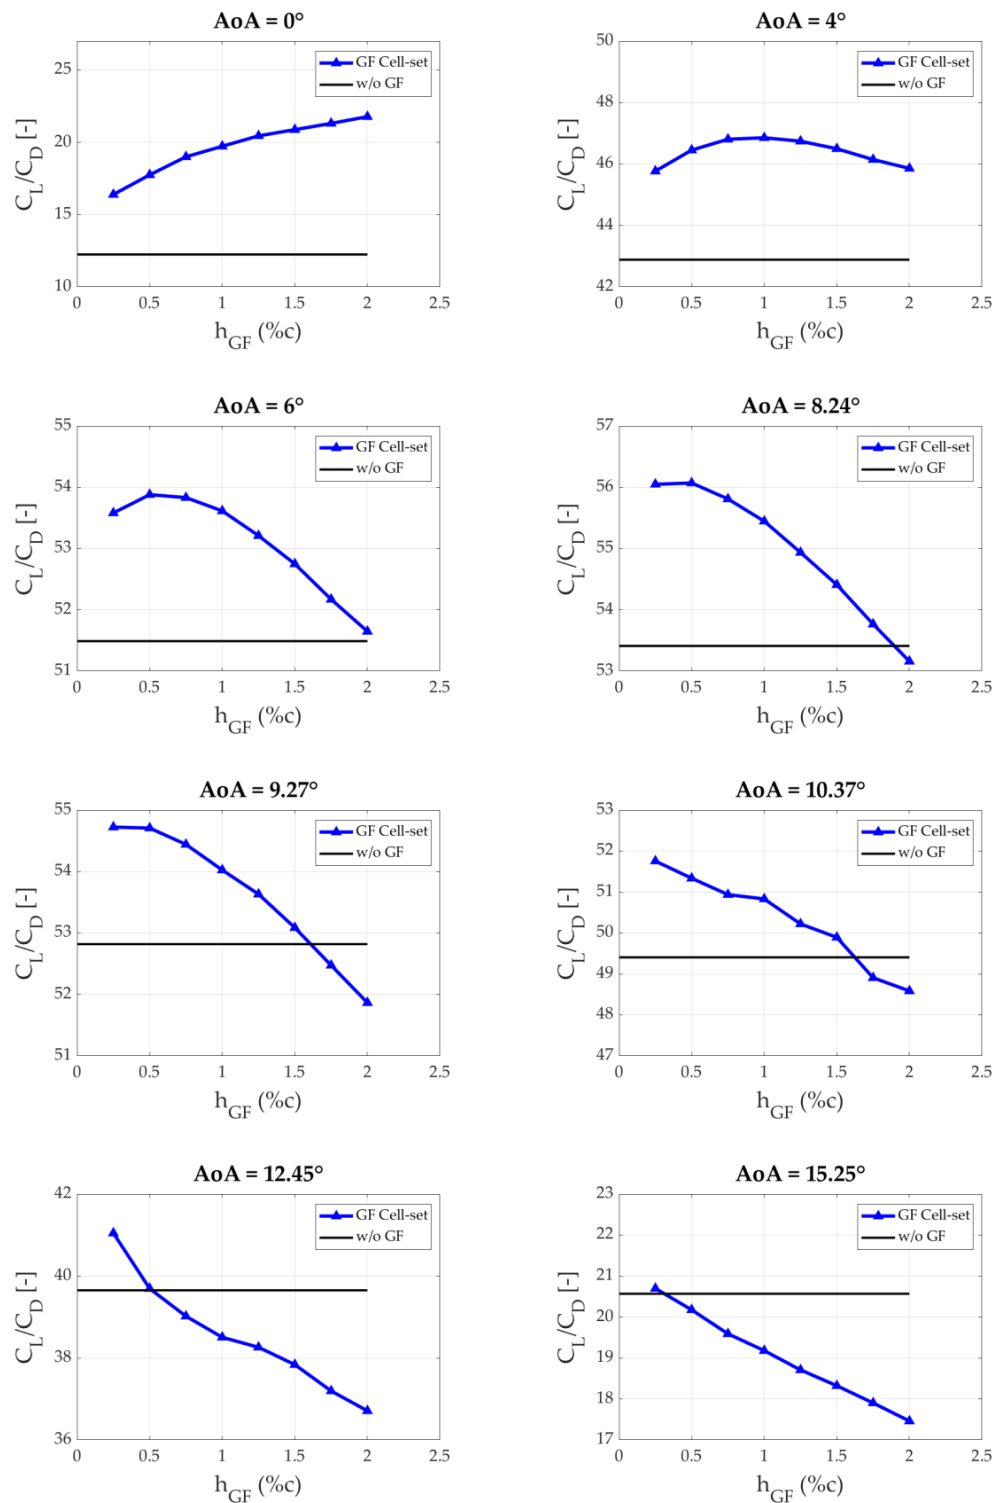 AoA = 0°
GF Cell-set
w/o GF
25
20
15
10
0 0.5 1 1.5 2 2.5
C_L/C_D [-]
h_GF (%c)
AoA = 4°
GF Cell-set
w/o GF
50
48
46
44
42
0 0.5 1 1.5 2 2.5
C_L/C_D [-]
h_GF (%c)
AoA = 6°
GF Cell-set
w/o GF
55
54
53
52
51
0 0.5 1 1.5 2 2.5
C_L/C_D [-]
h_GF (%c)
AoA = 8.24°
GF Cell-set
w/o GF
57
56
55
54
53
0 0.5 1 1.5 2 2.5
C_L/C_D [-]
h_GF (%c)
AoA = 9.27°
GF Cell-set
w/o GF
55
54
53
52
51
0 0.5 1 1.5 2 2.5
C_L/C_D [-]
h_GF (%c)
AoA = 10.37°
GF Cell-set
w/o GF
53
52
51
50
49
48
47
0 0.5 1 1.5 2 2.5
C_L/C_D [-]
h_GF (%c)
AoA = 12.45°
GF Cell-set
w/o GF
42
40
38
36
0 0.5 1 1.5 2 2.5
C_L/C_D [-]
h_GF (%c)
AoA = 15.25°
GF Cell-set
w/o GF
23
22
21
20
19
18
17
0 0.5 1 1.5 2 2.5
C_L/C_D [-]
h_GF (%c)